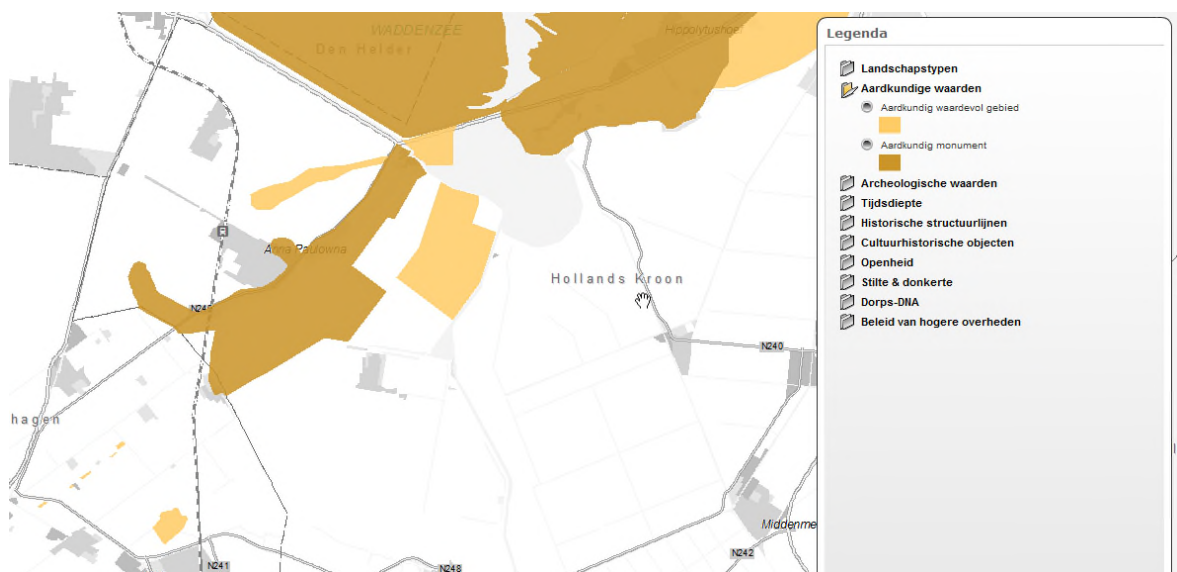 WADDENZEE
Den Helder
Hippolytushoef
Anna Paulowna
Hollands Kroon
N240
hagen
Middenme
N241
N248
N242
Legenda
Landschapstypen
Aardkundige waarden
Aardkundig waardevol gebied
Aardkundig monument
Archeologische waarden
Tijdsdiepte
Historische structuurlijnen
Cultuurhistorische objecten
Openheid
Stilte & donkerte
Dorps-DNA
Beleid van hogere overheden